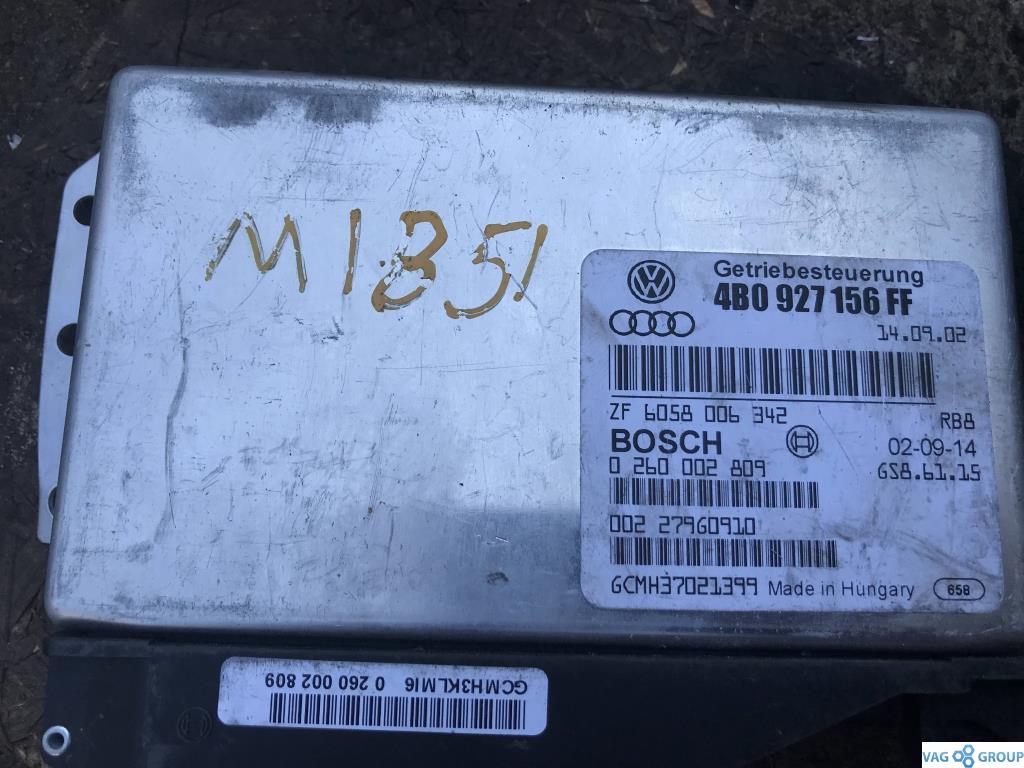 M1851
Getriebesteuerung
4B0 927 156 FF
14.09.02
ZF 6058 006 342
RB8
BOSCH
02-09-14
0 260 002 809
GS8.61.15
002 27960910
GCMH37021399 Made in Hungary 658
GCMH3KLMI6 0 260 002 809
VAG GROUP